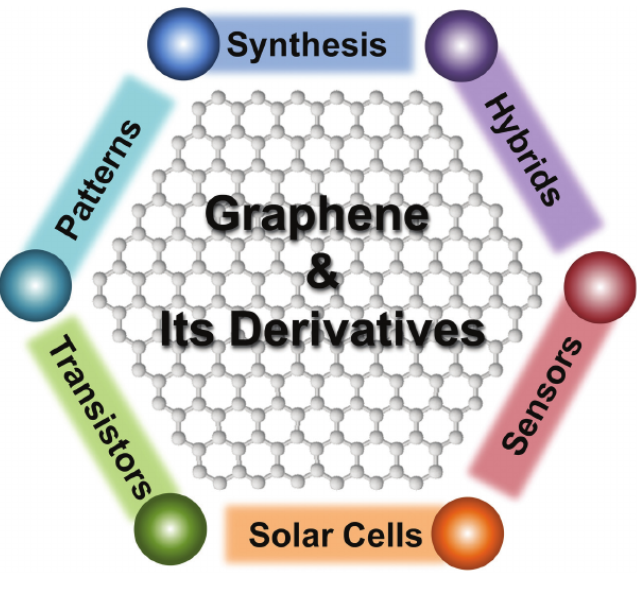 Synthesis
Hybrids
Patterns
Graphene
&
Its Derivatives
Transistors
Sensors
Solar Cells